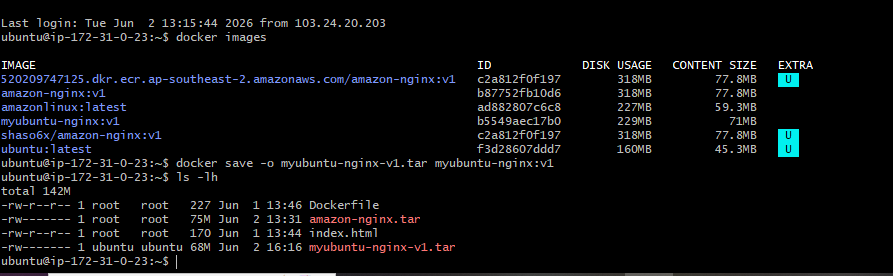 Last login: Tue Jun  2 13:15:44 2026 from 103.24.20.203
ubuntu@ip-172-31-0-23:~$ docker images
IMAGE                                                          ID             DISK USAGE   CONTENT SIZE   EXTRA
520209747125.dkr.ecr.ap-southeast-2.amazonaws.com/amazon-nginx:v1   c2a812f0f197        318MB         77.8MB    U
amazon-nginx:v1                                                b87752fb10d6        318MB         77.8MB
amazonlinux:latest                                             ad882807c6c8        227MB         59.3MB
myubuntu-nginx:v1                                              b5549aec17b0        229MB           71MB
shaso6x/amazon-nginx:v1                                        c2a812f0f197        318MB         77.8MB    U
ubuntu:latest                                                  f3d28607ddd7        160MB         45.3MB    U
ubuntu@ip-172-31-0-23:~$ docker save -o myubuntu-nginx-v1.tar myubuntu-nginx:v1
ubuntu@ip-172-31-0-23:~$ ls -lh
total 142M
-rw-r--r-- 1 root   root   227 Jun  1 13:46 Dockerfile
-rw------- 1 root   root   75M Jun  2 13:31 amazon-nginx.tar
-rw-r--r-- 1 root   root   170 Jun  1 13:44 index.html
-rw------- 1 ubuntu ubuntu 68M Jun  2 16:16 myubuntu-nginx-v1.tar
ubuntu@ip-172-31-0-23:~$